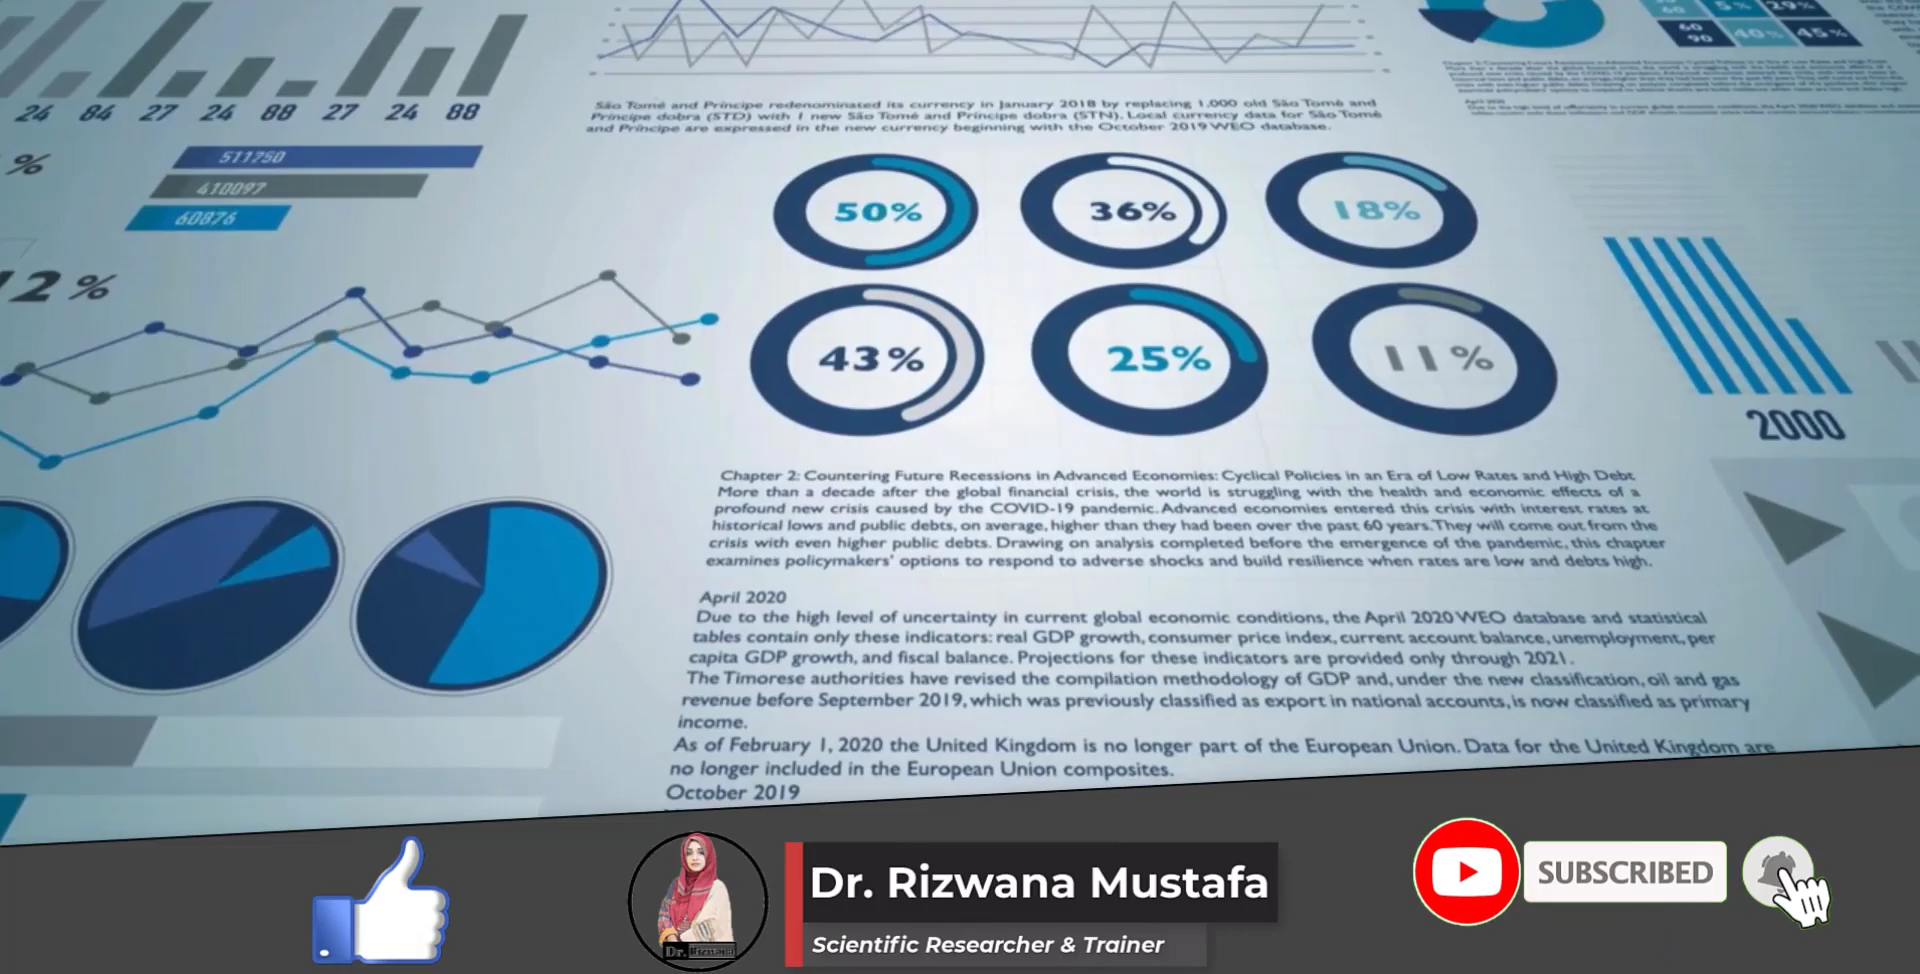 60
5%
29%
60
90
40%
45%
24 84 27 24 88 27 24 88
São Tomé and Príncipe redenominated its currency in January 2018 by replacing 1,000 old São Tomé and
Príncipe dobra (STD) with 1 new São Tomé and Príncipe dobra (STN). Local currency data for São Tomé
and Príncipe are expressed in the new currency beginning with the October 2019 WEO database.
%
511250
410097
60876
12%
50%
36%
18%
43%
25%
11%
2000
Chapter 2: Countering Future Recessions in Advanced Economies: Cyclical Policies in an Era of Low Rates and High Debt
More than a decade after the global financial crisis, the world is struggling with the health and economic effects of a
profound new crisis caused by the COVID-19 pandemic. Advanced economies entered this crisis with interest rates at
historical lows and public debts, on average, higher than they had been over the past 60 years. They will come out from the
crisis with even higher public debts. Drawing on analysis completed before the emergence of the pandemic, this chapter
examines policymakers' options to respond to adverse shocks and build resilience when rates are low and debts high.
April 2020
Due to the high level of uncertainty in current global economic conditions, the April 2020 WEO database and statistical
tables contain only these indicators: real GDP growth, consumer price index, current account balance, unemployment, per
capita GDP growth, and fiscal balance. Projections for these indicators are provided only through 2021.
The Timorese authorities have revised the compilation methodology of GDP and, under the new classification, oil and gas
revenue before September 2019, which was previously classified as export in national accounts, is now classified as primary
income.
As of February 1, 2020 the United Kingdom is no longer part of the European Union. Data for the United Kingdom are
no longer included in the European Union composites.
October 2019
Dr. Rizwana
Dr. Rizwana Mustafa
Scientific Researcher & Trainer
SUBSCRIBED